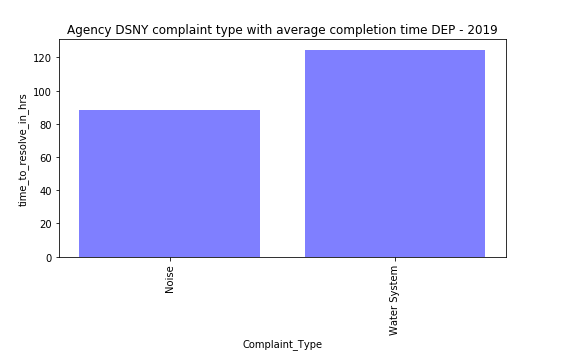 Agency DSNY complaint type with average completion time DEP - 2019
time_to_resolve_in_hrs
120
100
80
60
40
20
0
Noise
Water System
Complaint_Type